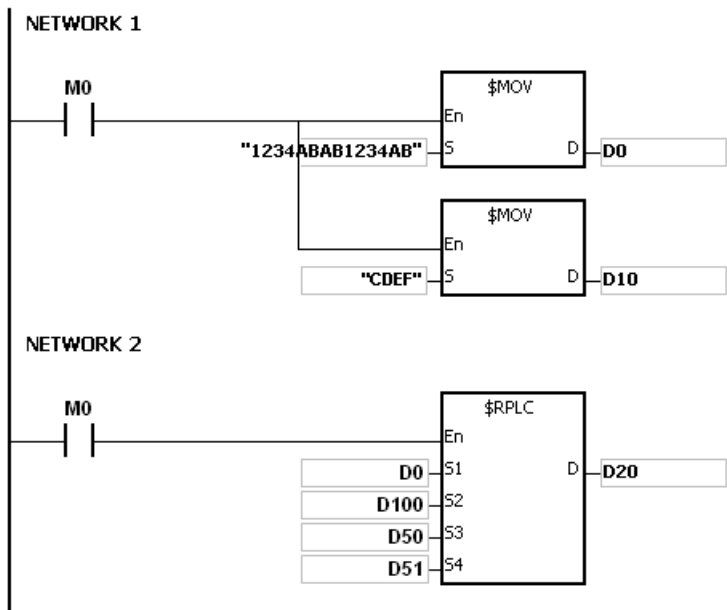 NETWORK 1
M0
$MOV
En
"1234ABAB1234AB" S D D0
$MOV
En
"CDEF" S D D10
NETWORK 2
M0
$RPLC
En
D0 S1 D D20
D100 S2
D50 S3
D51 S4